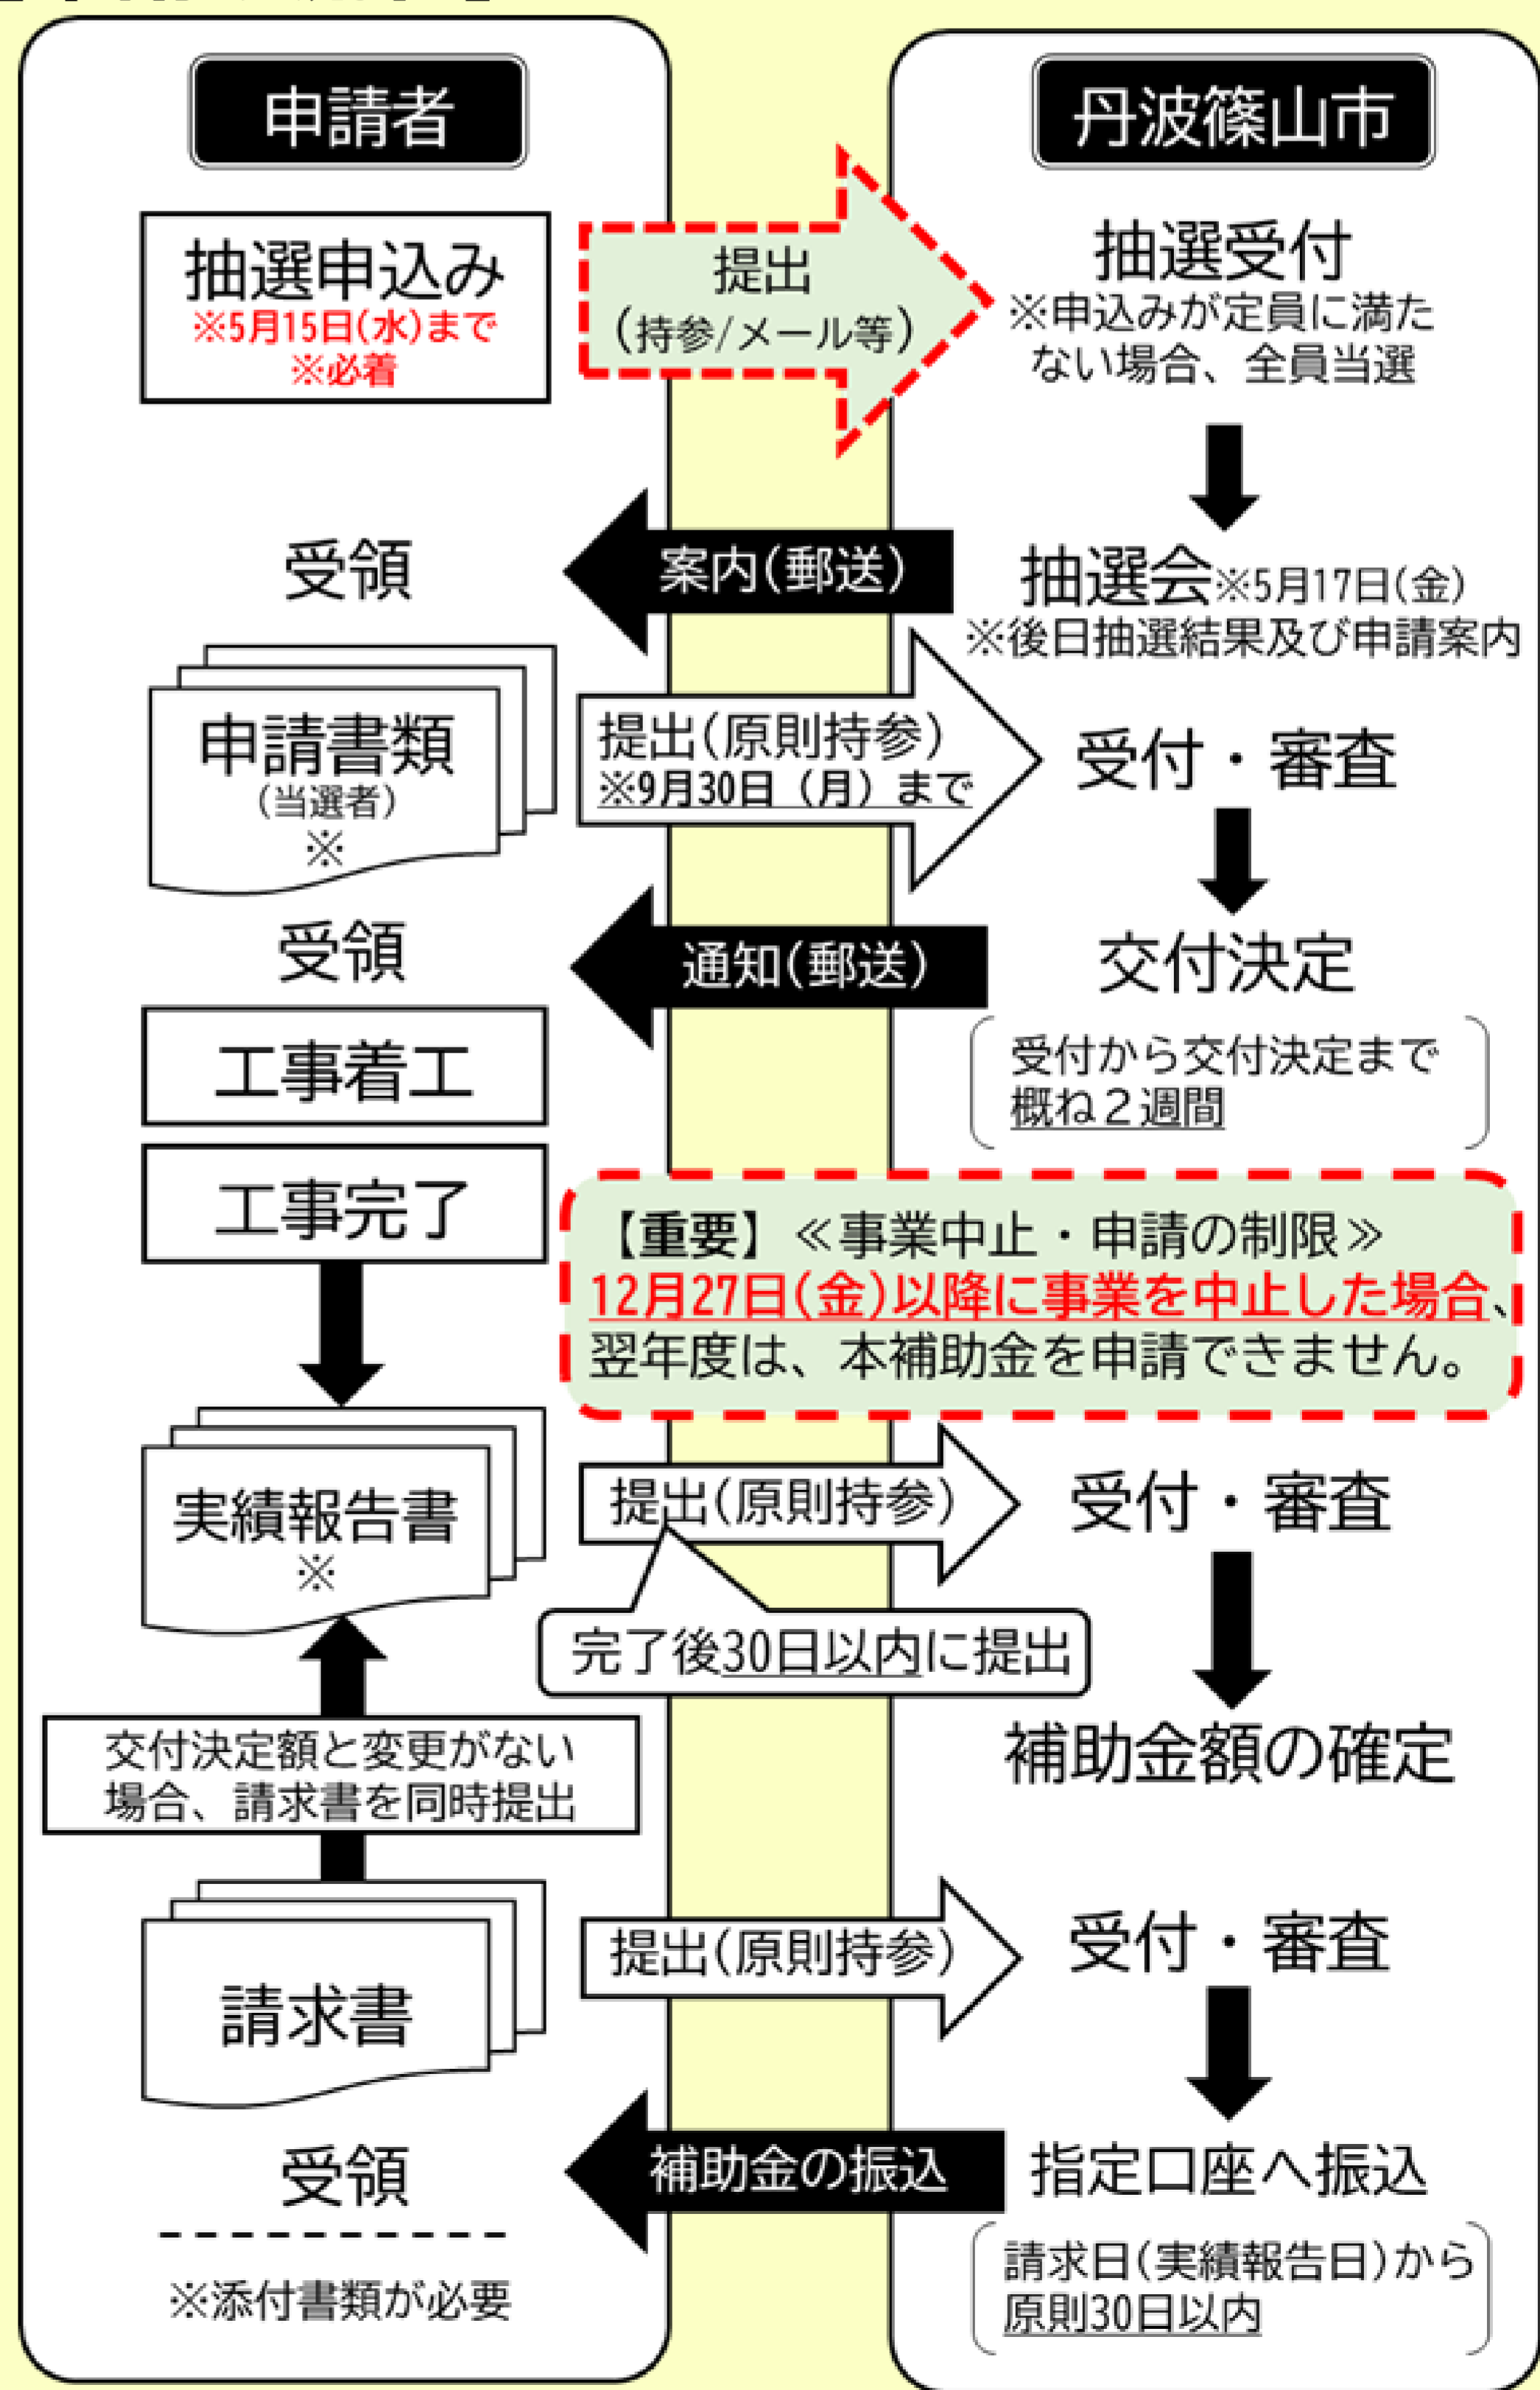 申請者
丹波篠山市
抽選申込み
※5月15日(水)まで
※必着
提出
(持参/メール等)
抽選受付
※申込みが定員に満た
ない場合、全員当選
受領
案内(郵送)
抽選会※5月17日(金)
※後日抽選結果及び申請案内
申請書類
(当選者)
※
提出(原則持参)
※9月30日(月)まで
受付・審査
受領
通知(郵送)
交付決定
受付から交付決定まで
概ね2週間
工事着工
工事完了
【重要】≪事業中止・申請の制限≫
12月27日(金)以降に事業を中止した場合、
翌年度は、本補助金を申請できません。
実績報告書
※
提出(原則持参)
受付・審査
完了後30日以内に提出
交付決定額と変更がない
場合、請求書を同時提出
補助金額の確定
請求書
提出(原則持参)
受付・審査
受領
補助金の振込
指定口座へ振込
請求日(実績報告日)から
原則30日以内
※添付書類が必要